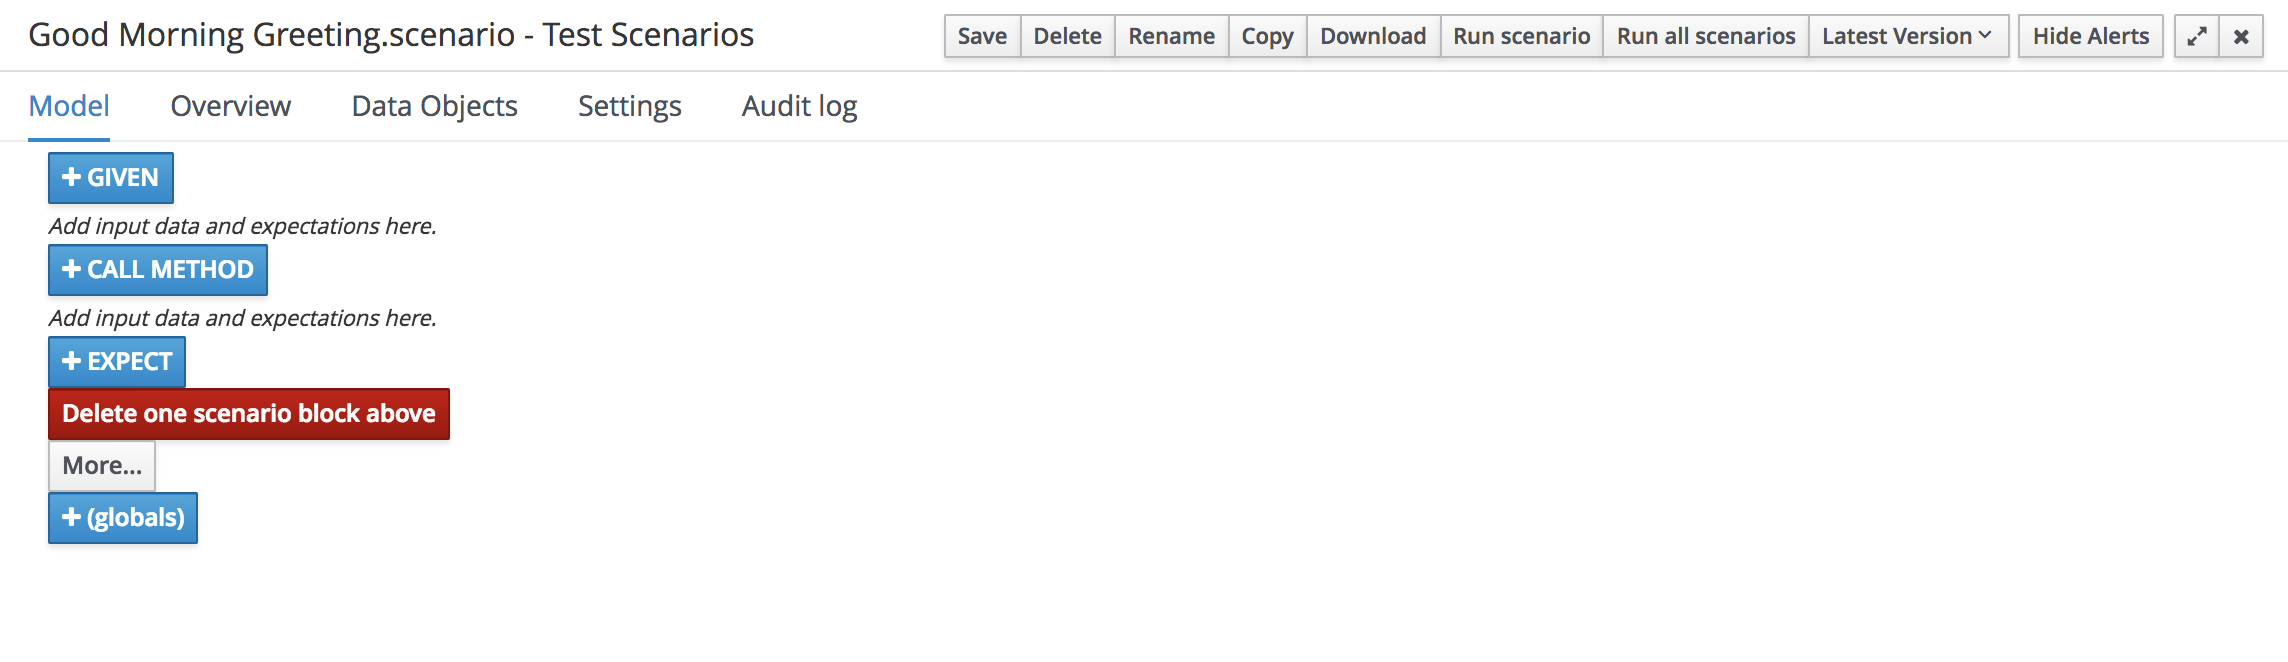 Good Morning Greeting.scenario - Test Scenarios
Save Delete Rename Copy Download Run scenario Run all scenarios Latest Version Hide Alerts
Model Overview Data Objects Settings Audit log
+ GIVEN
Add input data and expectations here.
+ CALL METHOD
Add input data and expectations here.
+ EXPECT
Delete one scenario block above
More...
+ (globals)